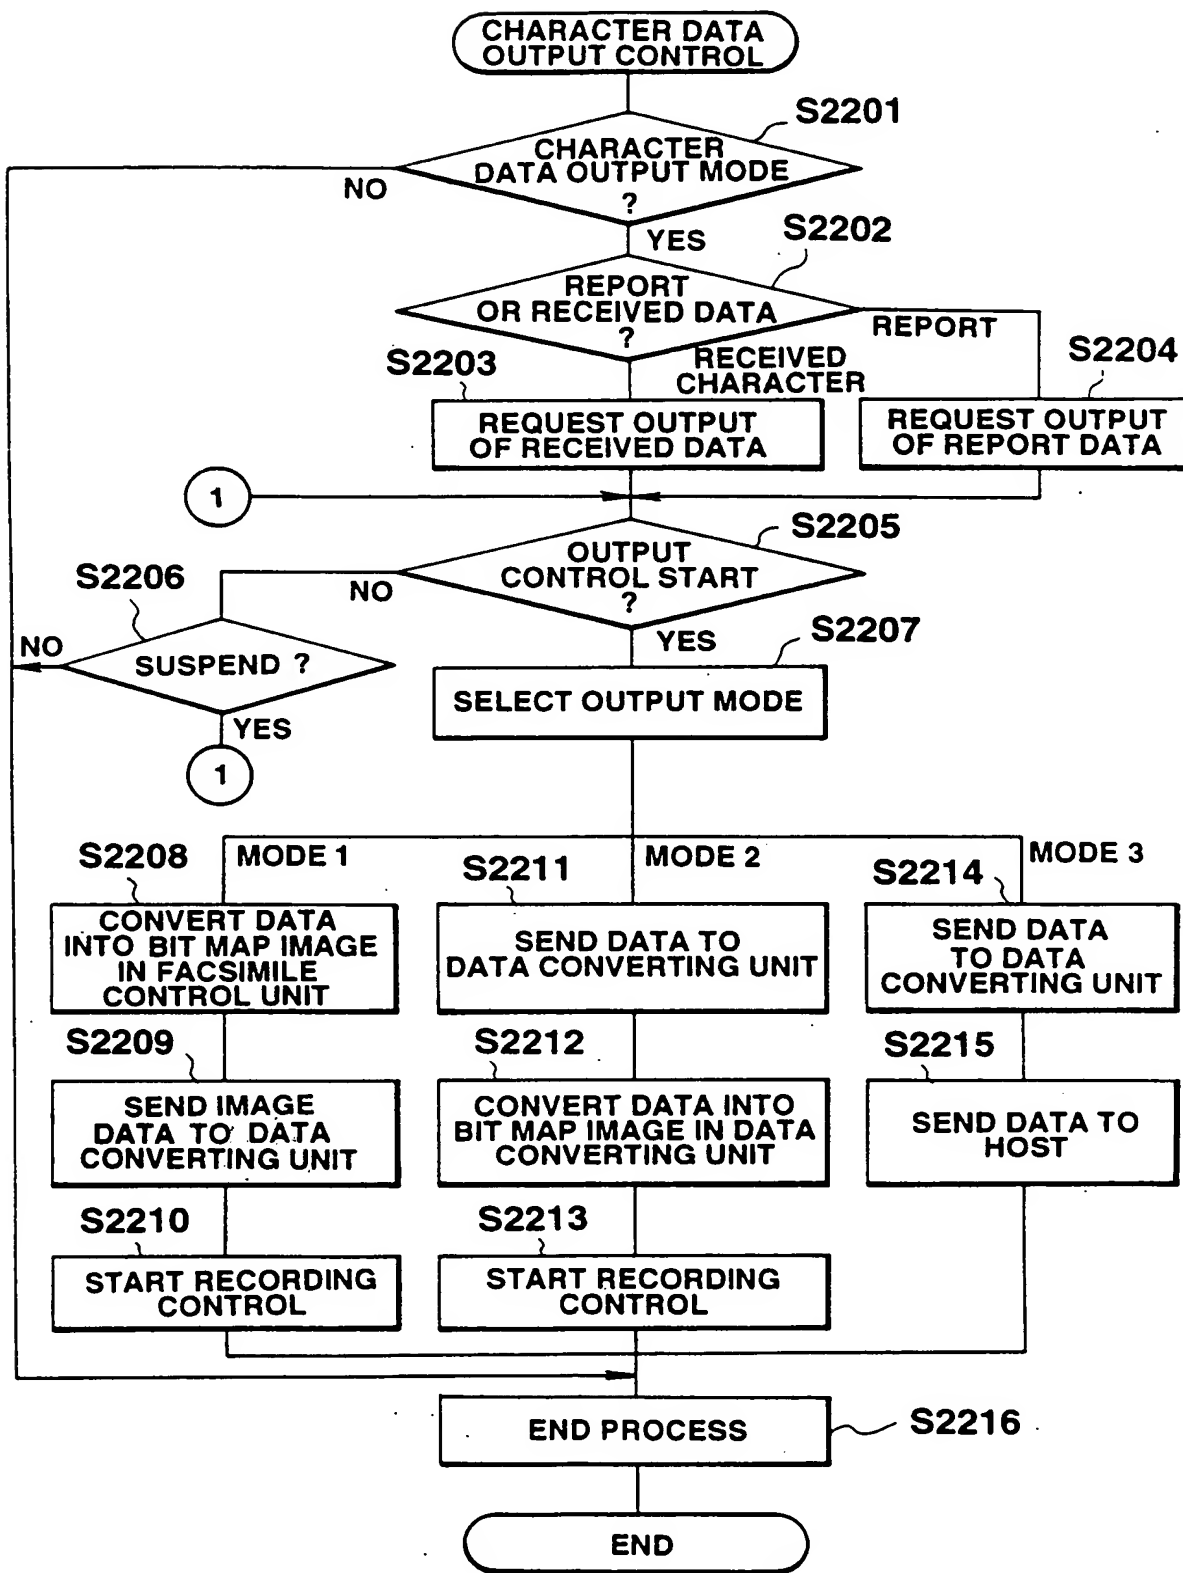 CHARACTER DATA
OUTPUT CONTROL
S2201
CHARACTER
DATA OUTPUT MODE
?
NO
YES
S2202
REPORT
OR RECEIVED DATA
?
REPORT
S2203
RECEIVED
CHARACTER
S2204
REQUEST OUTPUT
OF RECEIVED DATA
REQUEST OUTPUT
OF REPORT DATA
1
S2205
OUTPUT
CONTROL START
?
NO
YES
S2206
SUSPEND ?
NO
YES
1
S2207
SELECT OUTPUT MODE
S2208
MODE 1
CONVERT DATA
INTO BIT MAP IMAGE
IN FACSIMILE
CONTROL UNIT
S2209
SEND IMAGE
DATA TO DATA
CONVERTING UNIT
S2210
START RECORDING
CONTROL
S2211
MODE 2
SEND DATA TO
DATA CONVERTING UNIT
S2212
CONVERT DATA INTO
BIT MAP IMAGE IN DATA
CONVERTING UNIT
S2213
START RECORDING
CONTROL
MODE 3
S2214
SEND DATA
TO DATA
CONVERTING UNIT
S2215
SEND DATA TO
HOST
END PROCESS
S2216
END